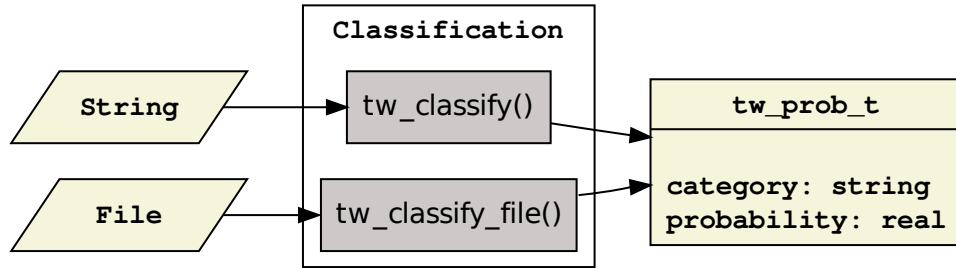 Classification
String
tw_classify()
File
tw_classify_file()
tw_prob_t
category: string
probability: real